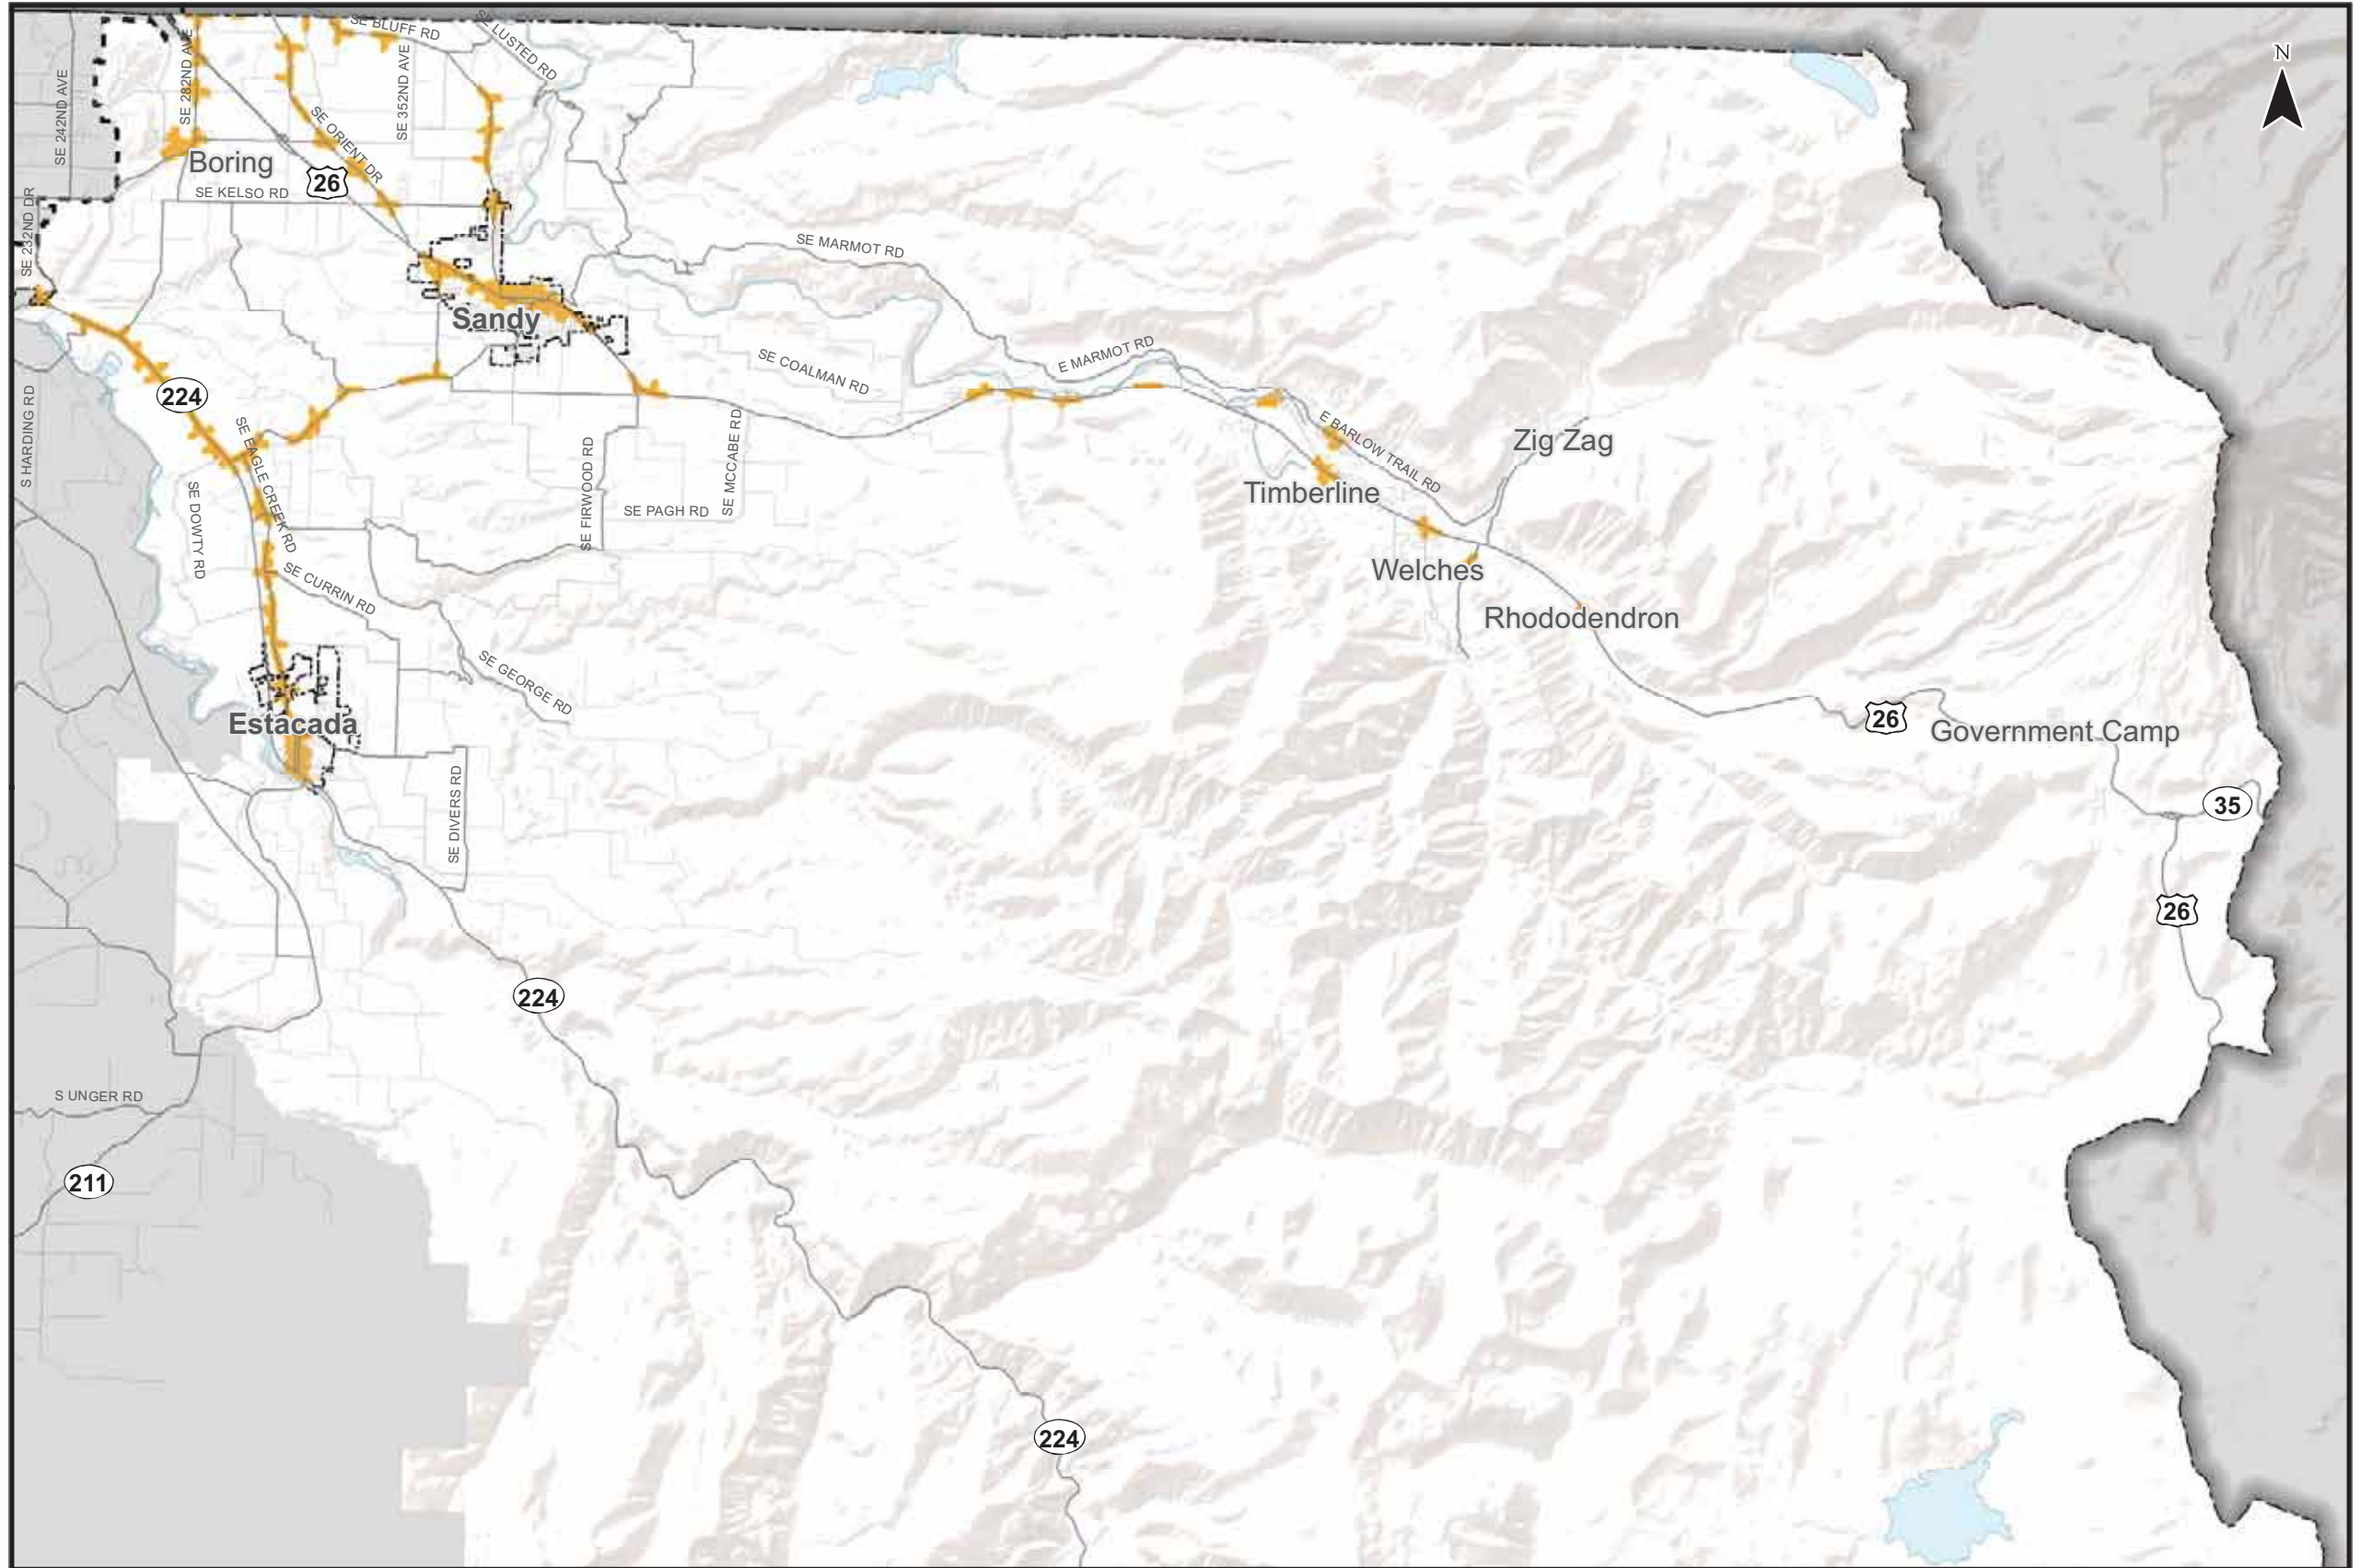 SE BLUFF RD
SE LUSTED RD
N
SE 242ND AVE
SE 282ND AVE
SE 352ND AVE
SE ORIENT DR
Boring
26
SE KELSO RD
SE 232ND DR
SE MARMOT RD
Sandy
E MARMOT RD
SE COALMAN RD
224
S HARDING RD
SE EAGLE CREEK RD
E BARLOW TRAIL RD
Zig Zag
SE FIRWOOD RD
SE MCCABE RD
Timberline
SE PAGH RD
SE DOWTY RD
Welches
SE CURRIN RD
Rhododendron
SE GEORGE RD
Estacada
26
Government Camp
SE DIVERS RD
35
26
224
S UNGER RD
211
224